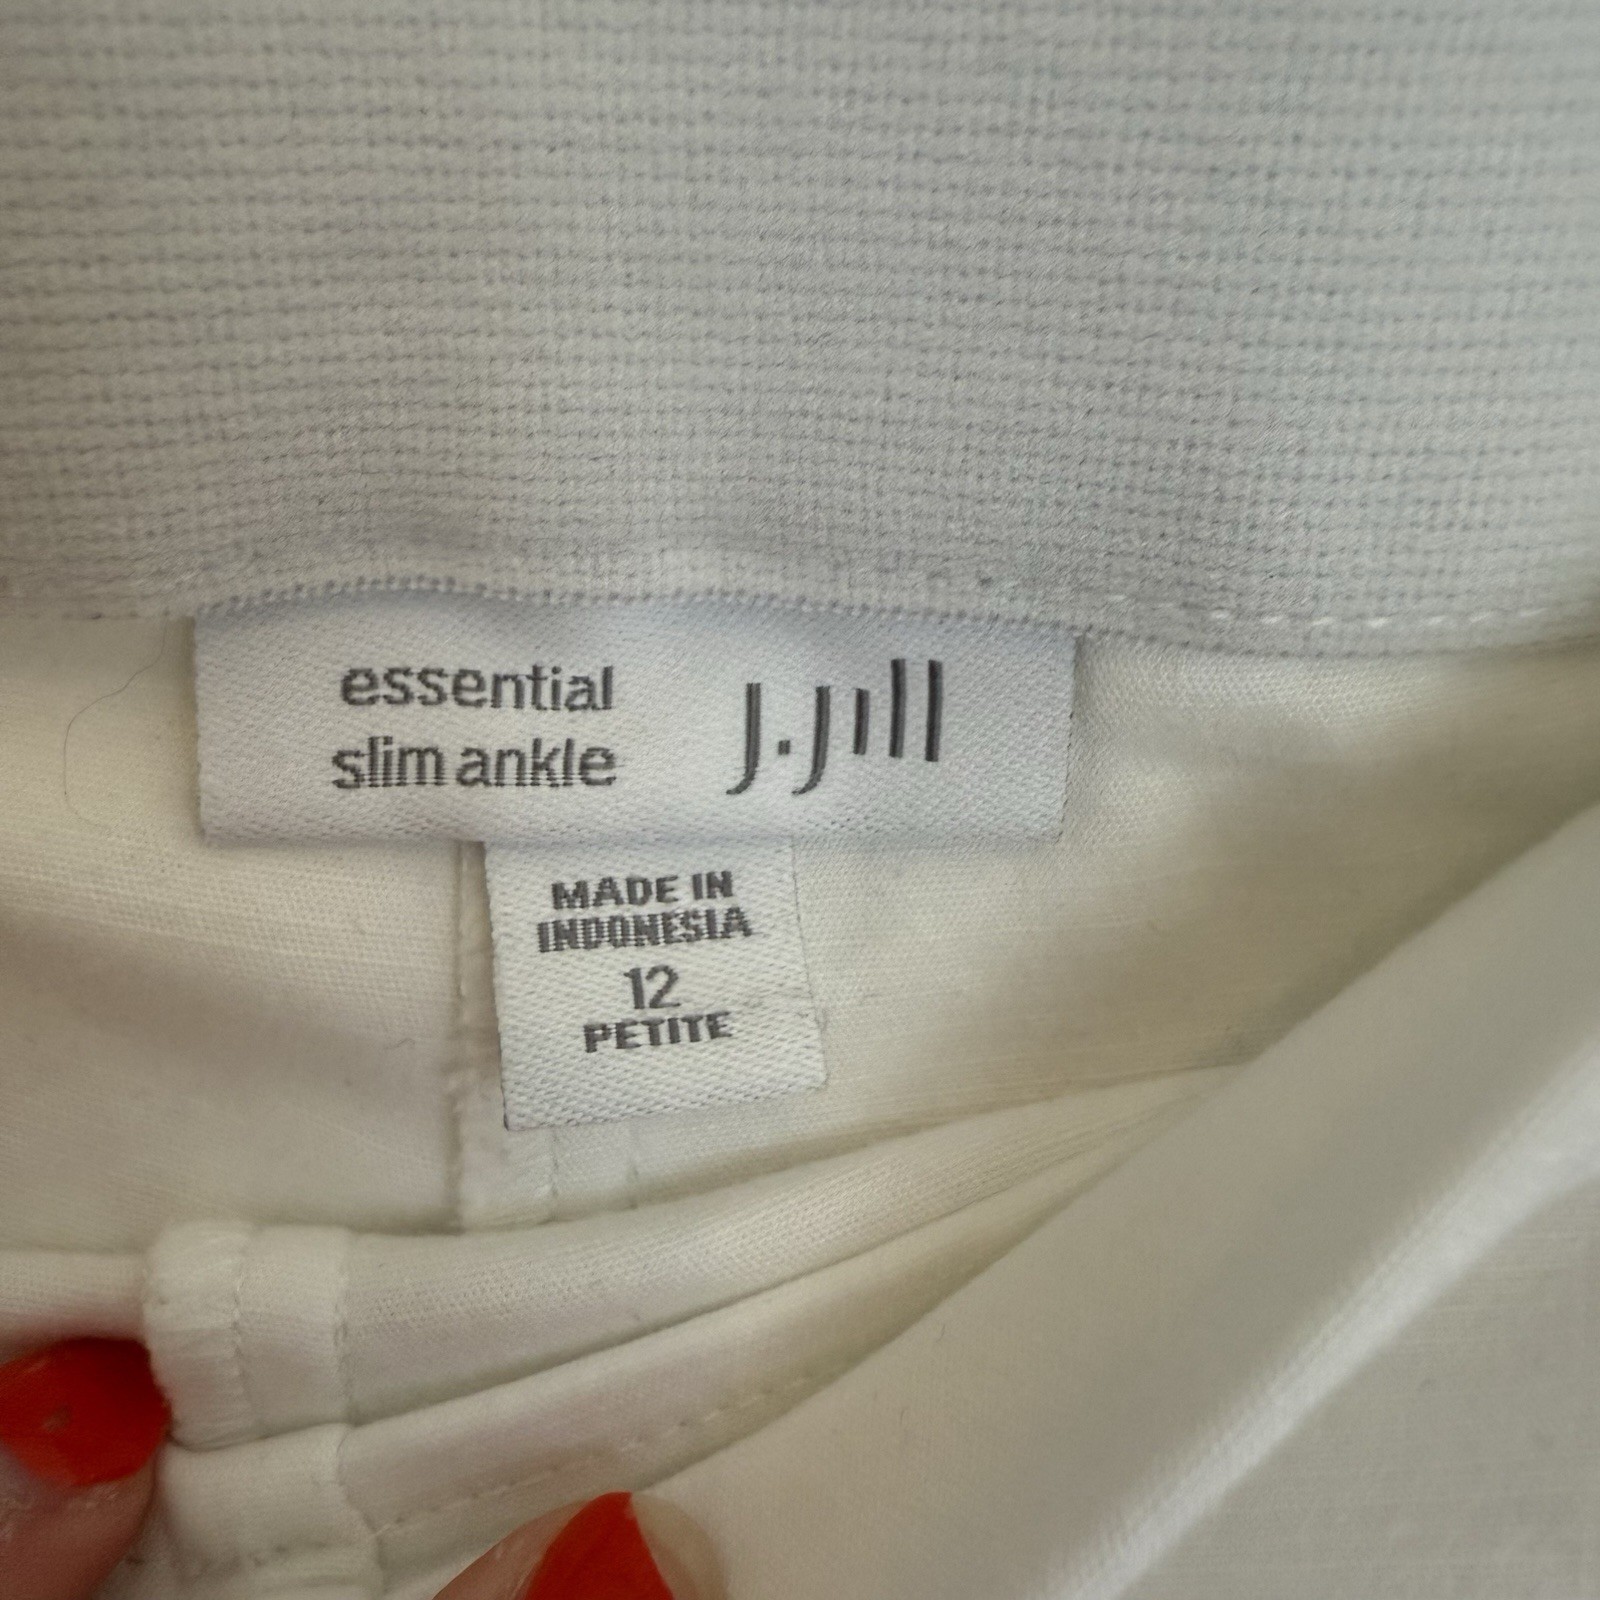 essential
slim ankle
J.Jill
MADE IN
INDONESIA
12
PETITE